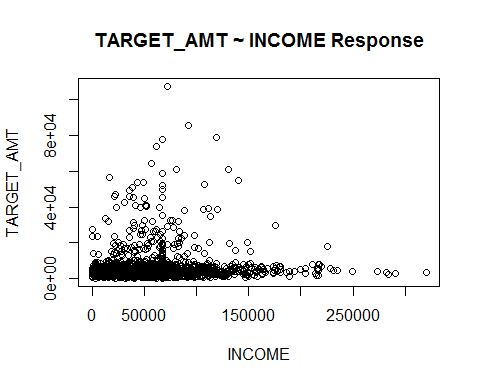 TARGET_AMT ~ INCOME Response
TARGET_AMT
8e+04
4e+04
0e+00
0 50000 150000 250000
INCOME